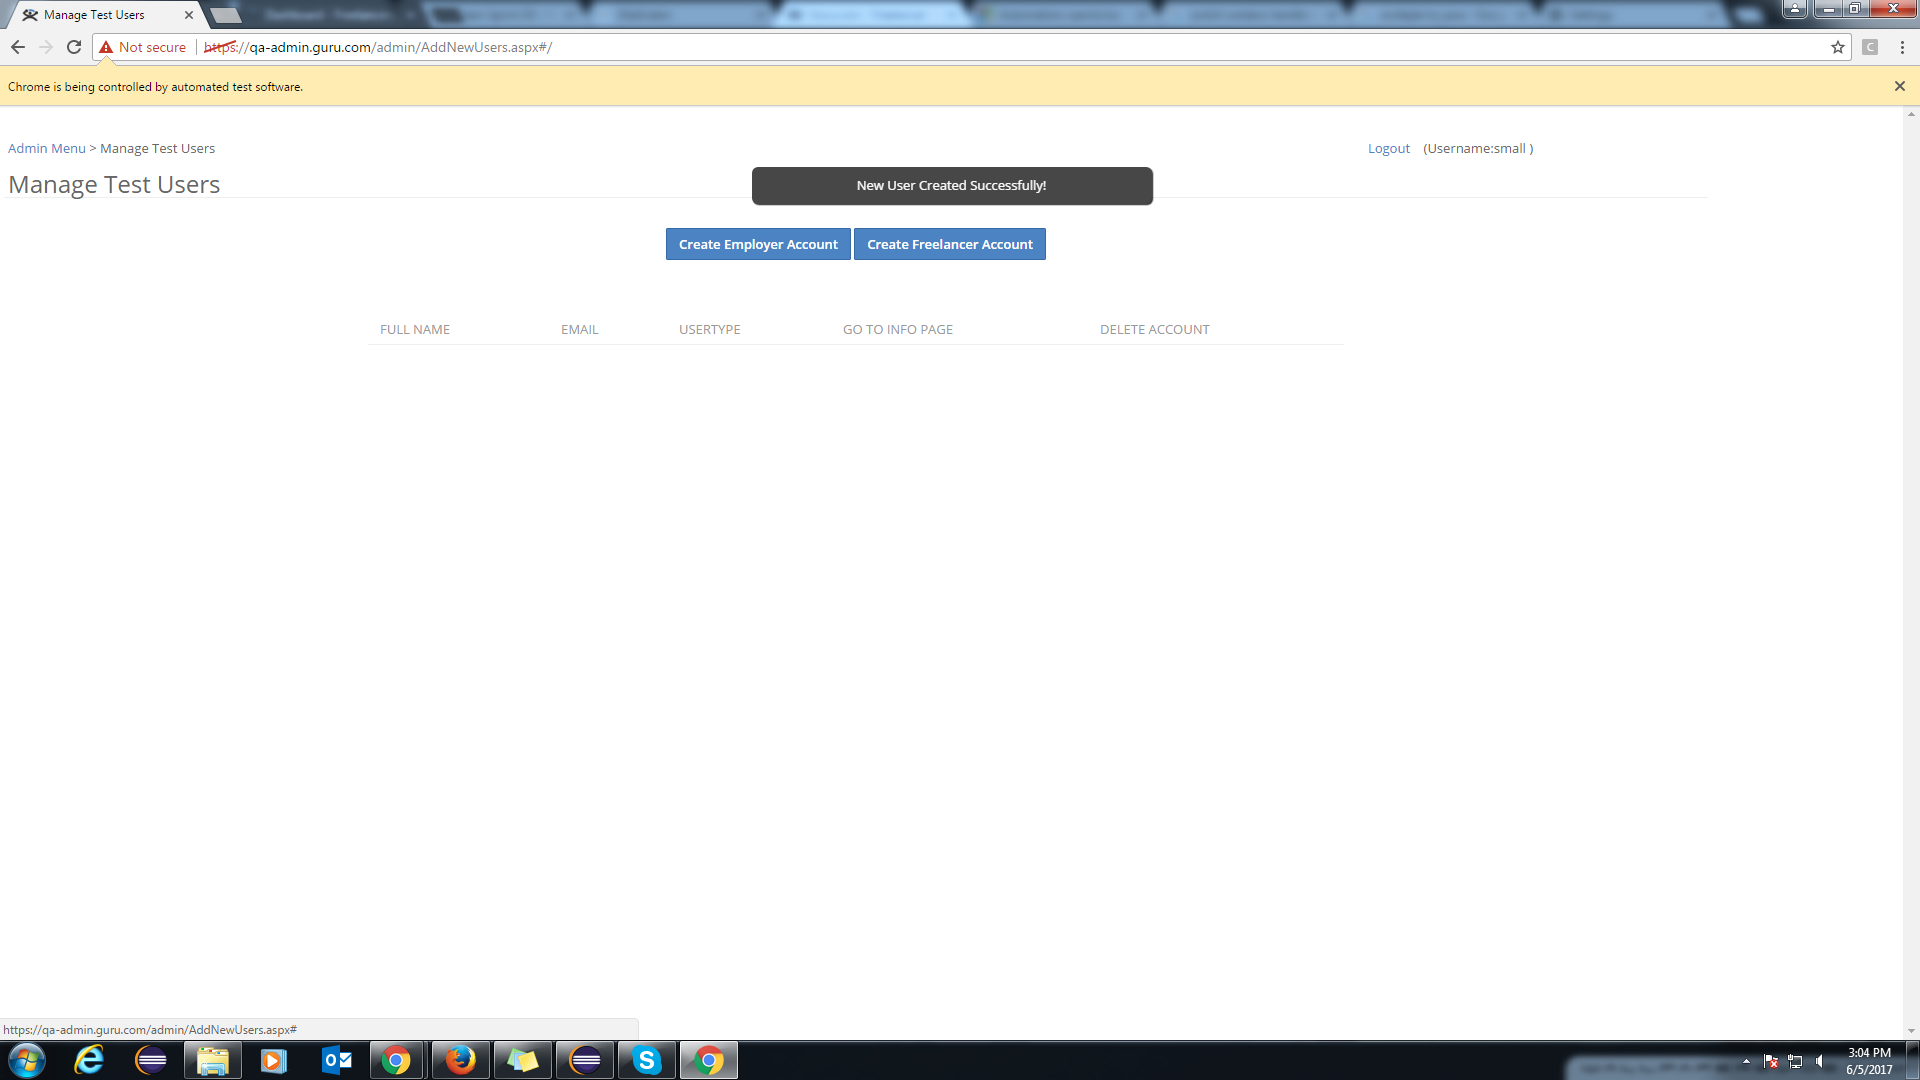 Manage Test Users
Not secure https://qa-admin.guru.com/admin/AddNewUsers.aspx#/
C
Chrome is being controlled by automated test software.
Admin Menu > Manage Test Users
Logout (Username:small )
Manage Test Users
New User Created Successfully!
Create Employer Account Create Freelancer Account
FULL NAME EMAIL USERTYPE GO TO INFO PAGE DELETE ACCOUNT
https://qa-admin.guru.com/admin/AddNewUsers.aspx#
3:04 PM
6/5/2017